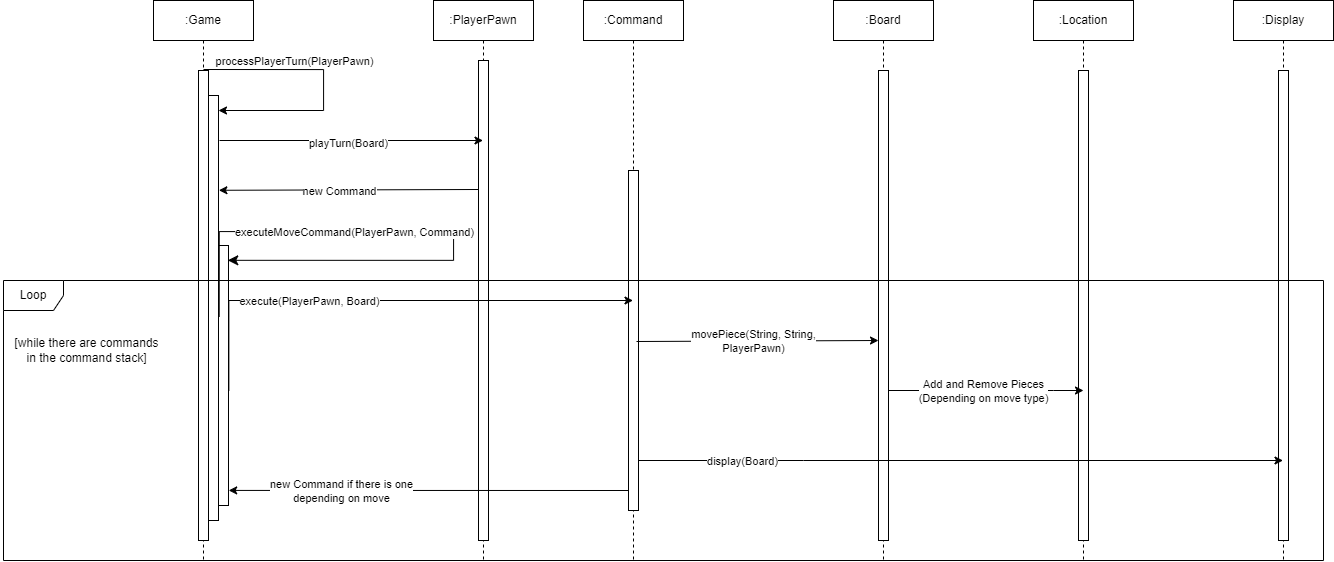 :Game
:PlayerPawn
:Command
:Board
:Location
:Display
processPlayerTurn(PlayerPawn)
playTurn(Board)
new Command
executeMoveCommand(PlayerPawn, Command)
Loop
execute(PlayerPawn, Board)
[while there are commands
in the command stack]
movePiece(String, String,
PlayerPawn)
Add and Remove Pieces
(Depending on move type)
display(Board)
new Command if there is one
depending on move